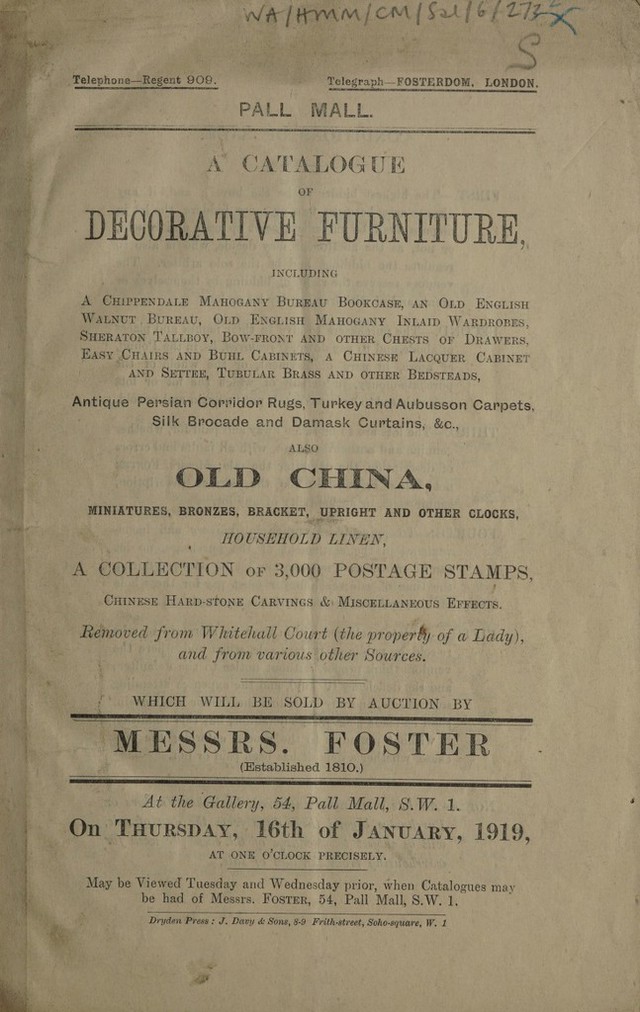 WA/HMM/CM/Sal/6/273
S
Telephone—Regent 909. Telegraph—FOSTERDOM, LONDON.
PALL MALL.
A CATALOGUE
OF
DECORATIVE FURNITURE,
INCLUDING
A CHIPPENDALE MAHOGANY BUREAU BOOKCASE, AN OLD ENGLISH
WALNUT BUREAU, OLD ENGLISH MAHOGANY INLAID WARDROBES,
SHERATON TALLBOY, BOW-FRONT AND OTHER CHESTS OF DRAWERS,
EASY CHAIRS AND BUHL CABINETS, A CHINESE LACQUER CABINET
AND SETTEE, TUBULAR BRASS AND OTHER BEDSTEADS,
Antique Persian Corridor Rugs, Turkey and Aubusson Carpets,
Silk Brocade and Damask Curtains, &c.,
ALSO
OLD CHINA,
MINIATURES, BRONZES, BRACKET, UPRIGHT AND OTHER CLOCKS,
HOUSEHOLD LINEN,
A COLLECTION OF 3,000 POSTAGE STAMPS,
CHINESE HARD-STONE CARVINGS & MISCELLANEOUS EFFECTS.
Removed from Whitehall Court (the property of a Lady),
and from various other Sources.
WHICH WILL BE SOLD BY AUCTION BY
MESSRS. FOSTER
(Established 1810.)
At the Gallery, 54, Pall Mall, S.W. 1.
On THURSDAY, 16th of JANUARY, 1919,
AT ONE O'CLOCK PRECISELY.
May be Viewed Tuesday and Wednesday prior, when Catalogues may
be had of Messrs. FOSTER, 54, Pall Mall, S.W. 1.
Dryden Press: J. Davy & Sons, 8-9 Frith-street, Soho-square, W. 1